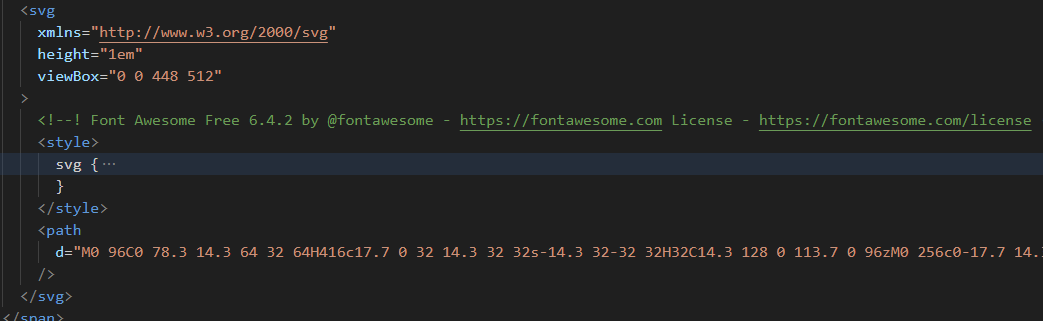 <svg
xmlns="http://www.w3.org/2000/svg"
height="1em"
viewBox="0 0 448 512"
>
<!--! Font Awesome Free 6.4.2 by @fontawesome - https://fontawesome.com License - https://fontawesome.com/license
<style>
svg {···
}
</style>
<path
d="M0 96C0 78.3 14.3 64 32 64H416c17.7 0 32 14.3 32 32s-14.3 32-32 32H32C14.3 128 0 113.7 0 96zM0 256c0-17.7 14.
/>
</svg>
</span>